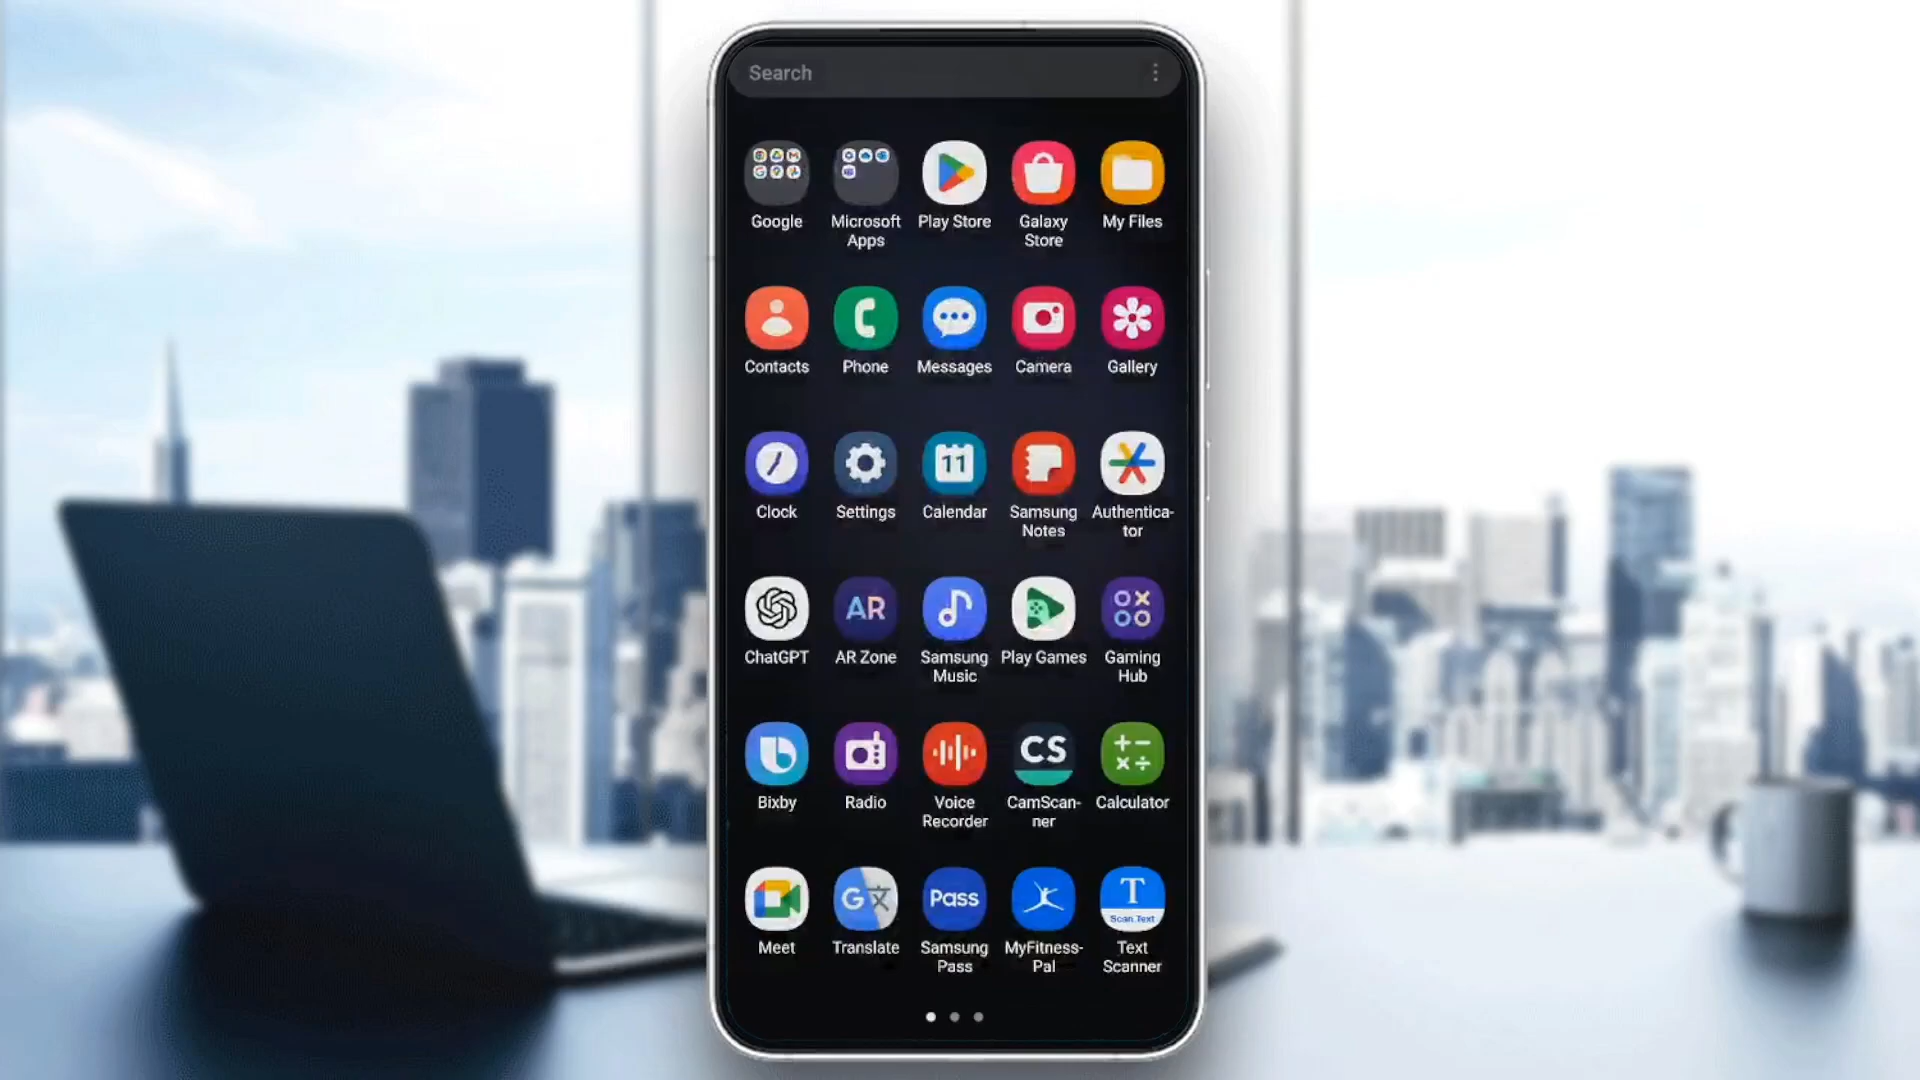 Search
Google
Microsoft
Apps
Play Store
Galaxy
Store
My Files
Contacts
Phone
Messages
Camera
Gallery
Clock
Settings
11
Calendar
Samsung
Notes
Authentica-
tor
ChatGPT
AR
AR Zone
Samsung
Music
Play Games
Gaming
Hub
Bixby
Radio
Voice
Recorder
CS
CamScan-
ner
Calculator
Meet
G
Translate
Pass
Samsung
Pass
MyFitness-
Pal
T
Scan Text
Text
Scanner